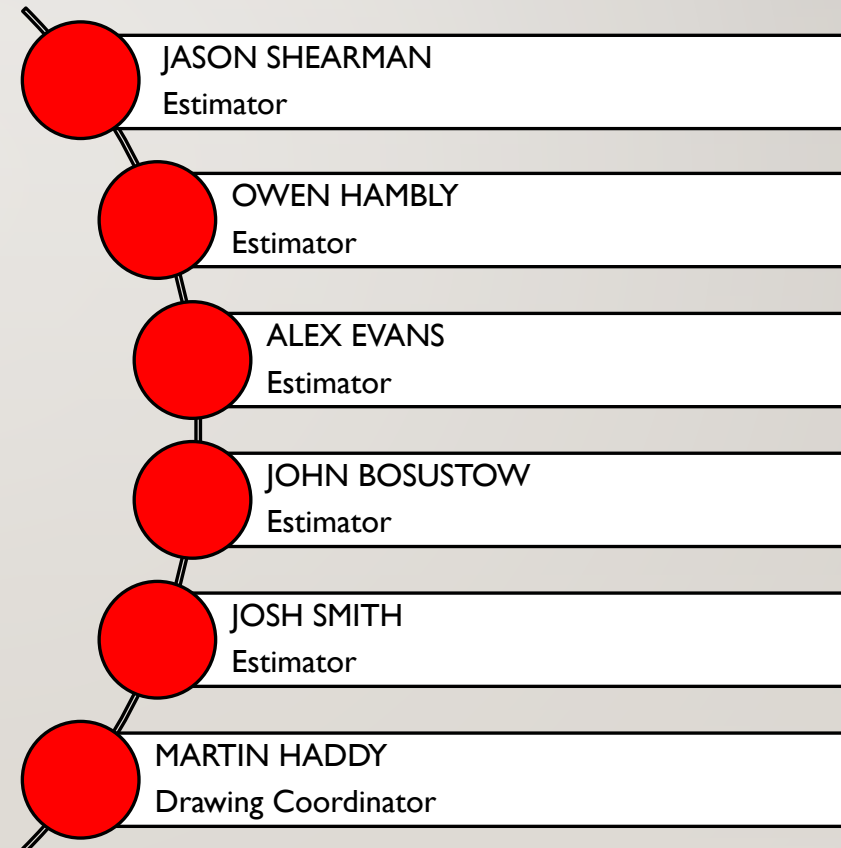 JASON SHEARMAN
Estimator
OWEN HAMBLY
Estimator
ALEX EVANS
Estimator
JOHN BOSUSTOW
Estimator
JOSH SMITH
Estimator
MARTIN HADDY
Drawing Coordinator